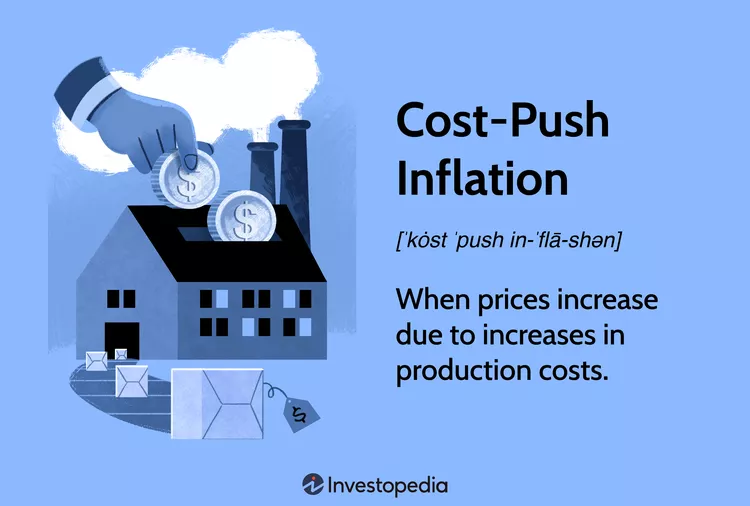 Cost-Push
Inflation
[ˈkȯst ˈpush in-ˈflā-shən]
When prices increase
due to increases in
production costs.
$
$
$
Investopedia